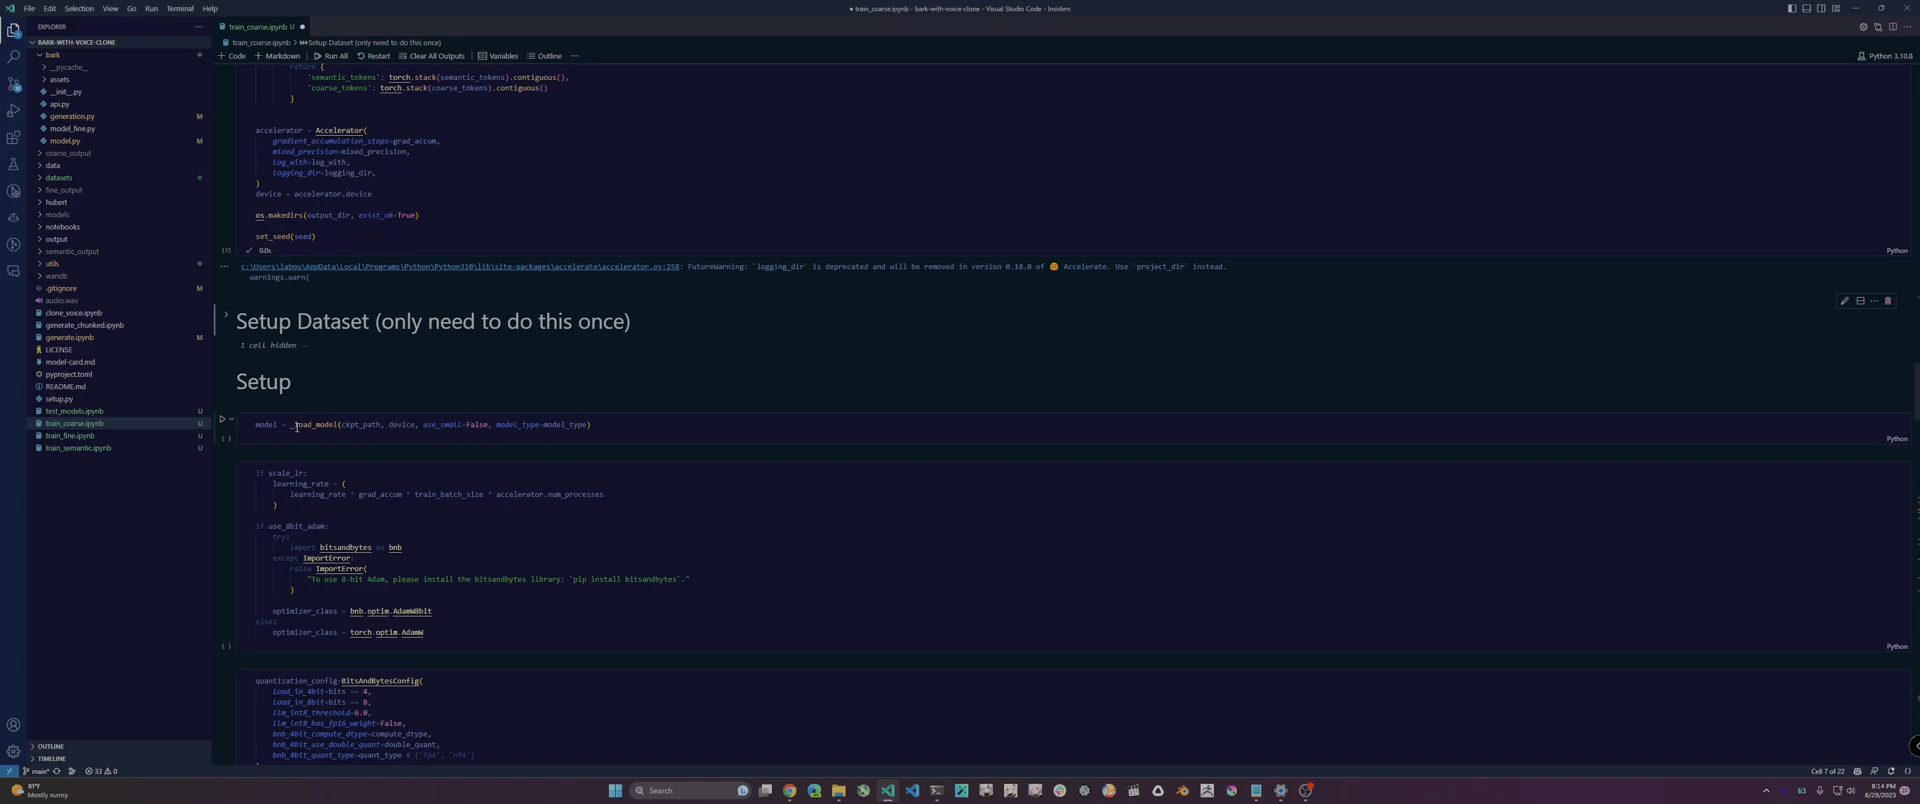 File Edit Selection View Go Run Terminal Help
● train_coarse.ipynb - bark-with-voice-clone - Visual Studio Code - Insiders
EXPLORER
BARK-WITH-VOICE-CLONE
bark
__pycache__
assets
__init__.py
api.py
generation.py M
model_fine.py
model.py M
coarse_output
data
datasets
fine_output
hubert
models
notebooks
output
semantic_output
utils
wandb
.gitignore
audio.wav
clone_voice.ipynb
generate_chunked.ipynb
generate.ipynb M
LICENSE
model-card.md
pyproject.toml
README.md
setup.py
test_models.ipynb U
train_coarse.ipynb U
train_fine.ipynb U
train_semantic.ipynb U
OUTLINE
TIMELINE
train_coarse.ipynb U ●
train_coarse.ipynb > M↓Setup Dataset (only need to do this once)
+ Code + Markdown Run All Restart Clear All Outputs Variables Outline ···
Python 3.10.8
return {
'semantic_tokens': torch.stack(semantic_tokens).contiguous(),
'coarse_tokens': torch.stack(coarse_tokens).contiguous()
}
accelerator = Accelerator(
gradient_accumulation_steps=grad_accum,
mixed_precision=mixed_precision,
log_with=log_with,
logging_dir=logging_dir,
)
device = accelerator.device
os.makedirs(output_dir, exist_ok=True)
set_seed(seed)
[3] ✓ 0.0s Python
c:\Users\labou\AppData\Local\Programs\Python\Python310\lib\site-packages\accelerate\accelerator.py:258: FutureWarning: `logging_dir` is deprecated and will be removed in version 0.18.0 of 🤗 Accelerate. Use `project_dir` instead.
warnings.warn(
Setup Dataset (only need to do this once)
1 cell hidden ···
Setup
model = _load_model(ckpt_path, device, use_small=False, model_type=model_type)
[ ] Python
if scale_lr:
learning_rate = (
learning_rate * grad_accum * train_batch_size * accelerator.num_processes
)
if use_8bit_adam:
try:
import bitsandbytes as bnb
except ImportError:
raise ImportError(
"To use 8-bit Adam, please install the bitsandbytes library: `pip install bitsandbytes`."
)
optimizer_class = bnb.optim.AdamW8bit
else:
optimizer_class = torch.optim.AdamW
[ ] Python
quantization_config=BitsAndBytesConfig(
load_in_4bit=bits == 4,
load_in_8bit=bits == 8,
llm_int8_threshold=6.0,
llm_int8_has_fp16_weight=False,
bnb_4bit_compute_dtype=compute_dtype,
bnb_4bit_use_double_quant=double_quant,
bnb_4bit_quant_type=quant_type # {'fp4', 'nf4'}
main* 33 0
Cell 7 of 22
81°F
Mostly sunny
Search
63
8:14 PM
6/29/2023